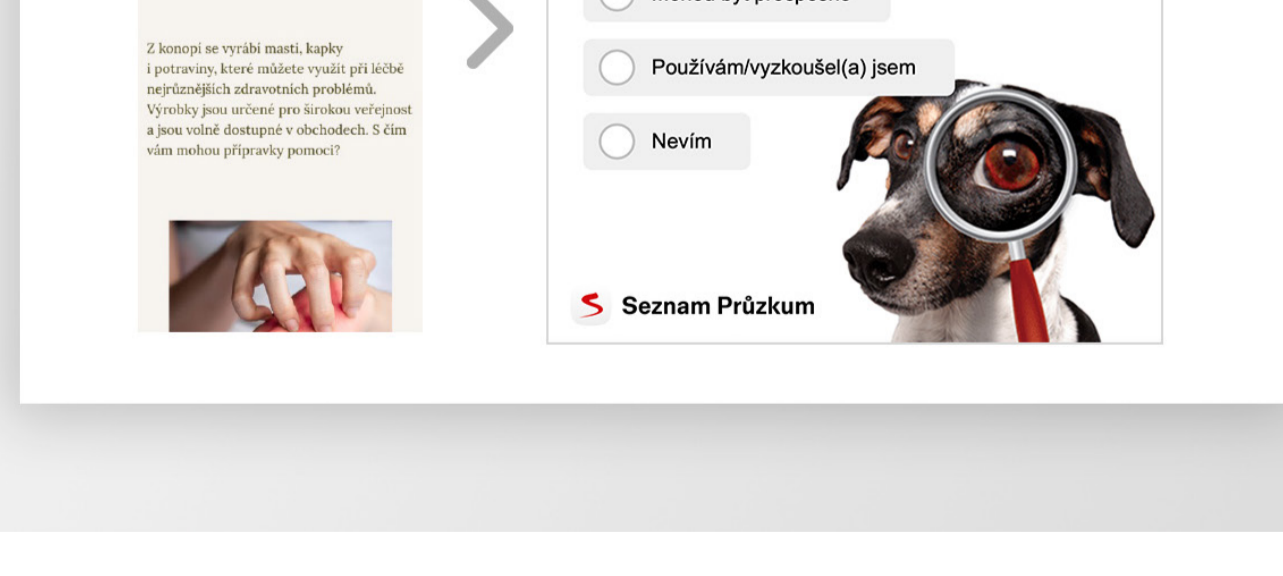 Z konopí se vyrábí masti, kapky
i potraviny, které můžete využít při léčbě
nejrůznějších zdravotních problémů.
Výrobky jsou určené pro širokou veřejnost
a jsou volně dostupné v obchodech. S čím
vám mohou přípravky pomoci?
Používám/vyzkoušel(a) jsem
Nevím
Seznam Průzkum